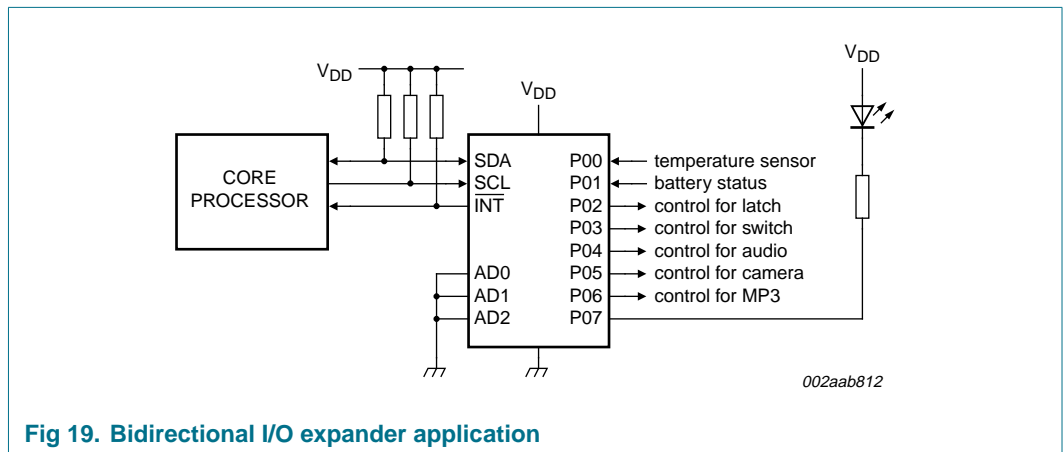 VDD
VDD
VDD
CORE
PROCESSOR
SDA
SCL
INT
AD0
AD1
AD2
P00
P01
P02
P03
P04
P05
P06
P07
temperature sensor
battery status
control for latch
control for switch
control for audio
control for camera
control for MP3
002aab812
Fig 19. Bidirectional I/O expander application